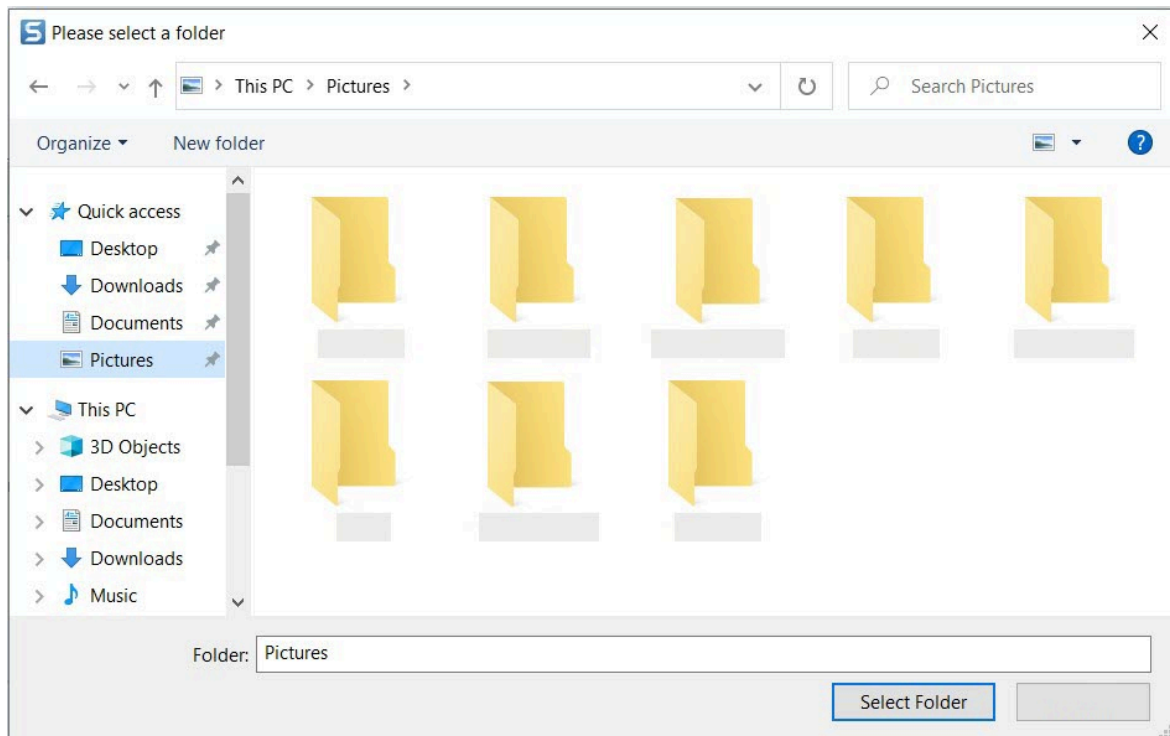 Please select a folder
This PC > Pictures >
Search Pictures
Organize
New folder
?
Quick access
Desktop
Downloads
Documents
Pictures
This PC
3D Objects
Desktop
Documents
Downloads
Music
Folder: Pictures
Select Folder